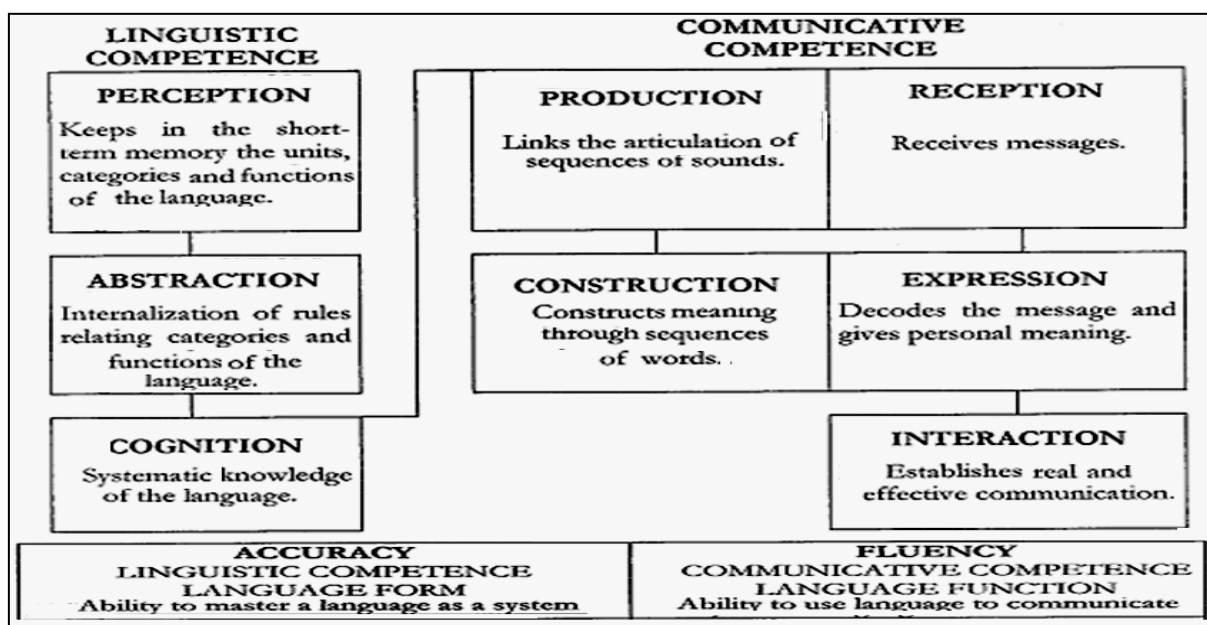 LINGUISTIC
COMPETENCE
PERCEPTION
Keeps in the short-
term memory the units,
categories and functions
of the language.
ABSTRACTION
Internalization of rules
relating categories and
functions of the
language.
COGNITION
Systematic knowledge
of the language.
COMMUNICATIVE
COMPETENCE
PRODUCTION
Links the articulation of
sequences of sounds.
RECEPTION
Receives messages.
CONSTRUCTION
Constructs meaning
through sequences
of words.
EXPRESSION
Decodes the message and
gives personal meaning.
INTERACTION
Establishes real and
effective communication.
ACCURACY
LINGUISTIC COMPETENCE
LANGUAGE FORM
Ability to master a language as a system
FLUENCY
COMMUNICATIVE COMPETENCE
LANGUAGE FUNCTION
Ability to use language to communicate